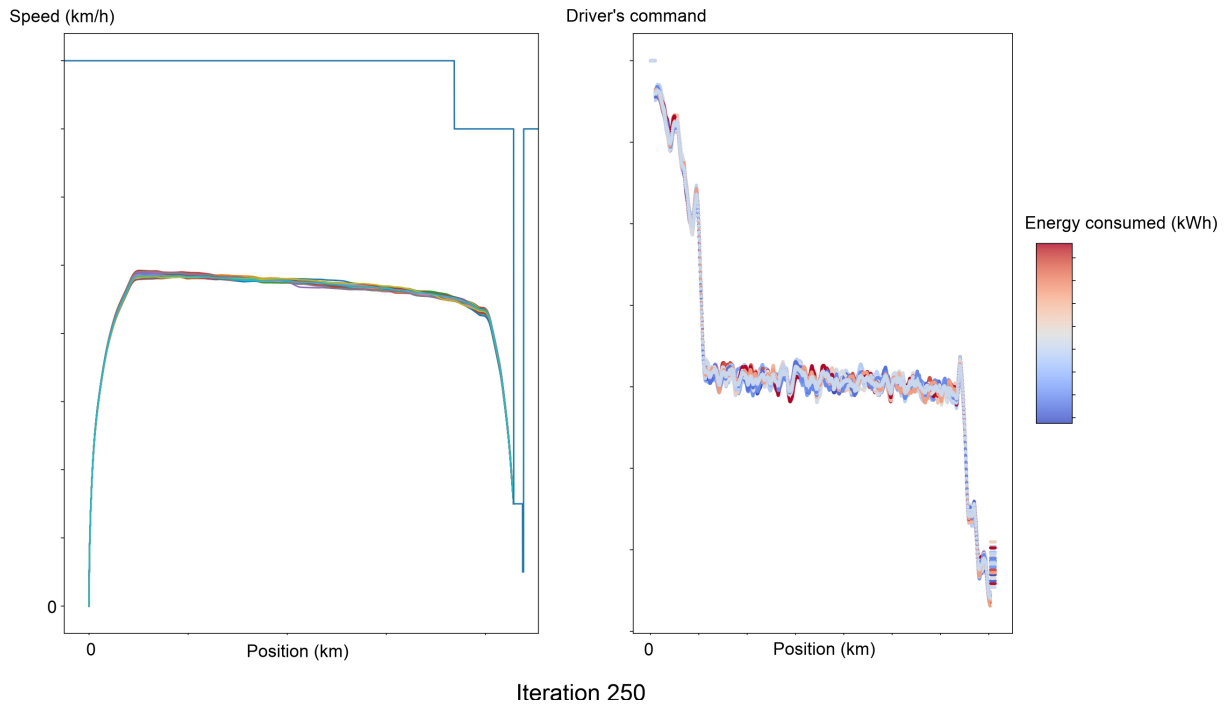 Speed (km/h)
Driver's command
Energy consumed (kWh)
0
0
Position (km)
0
Position (km)
Iteration 250